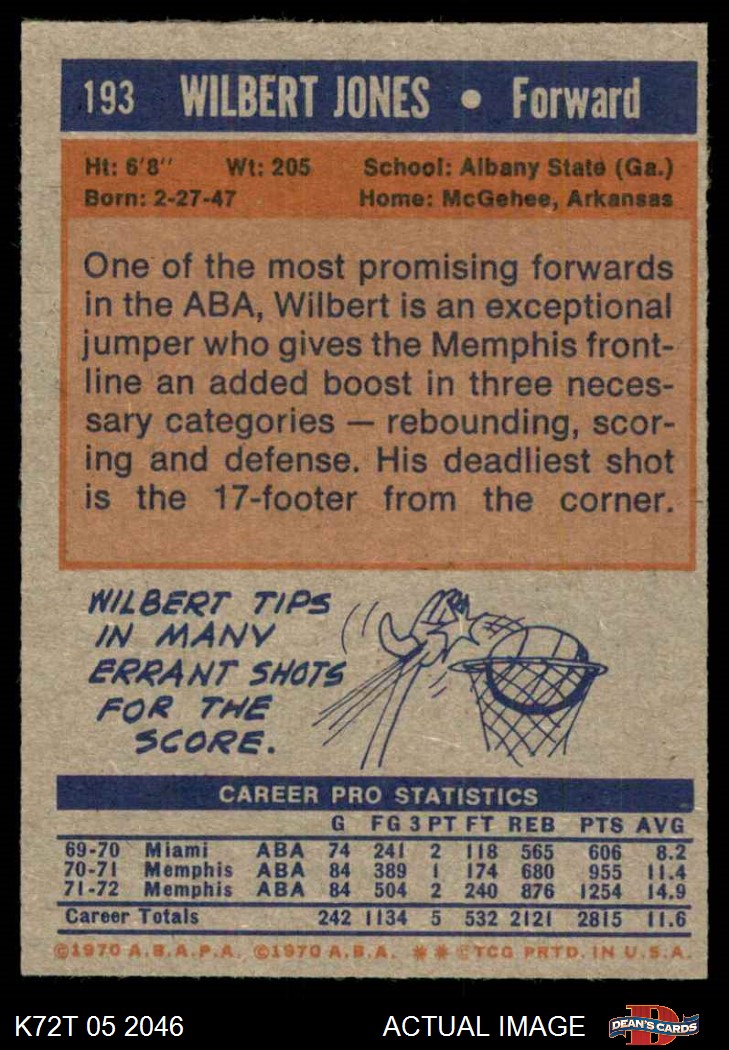 193 WILBERT JONES • Forward
Ht: 6'8'' Wt: 205 School: Albany State (Ga.)
Born: 2-27-47 Home: McGehee, Arkansas
One of the most promising forwards
in the ABA, Wilbert is an exceptional
jumper who gives the Memphis front-
line an added boost in three neces-
sary categories — rebounding, scor-
ing and defense. His deadliest shot
is the 17-footer from the corner.
WILBERT TIPS
IN MANY
ERRANT SHOTS
FOR THE
SCORE.
CAREER PRO STATISTICS
G FG 3 PT FT REB PTS AVG
69-70 Miami ABA 74 241 2 118 565 606 8.2
70-71 Memphis ABA 84 389 1 174 680 955 11.4
71-72 Memphis ABA 84 504 2 240 876 1254 14.9
Career Totals 242 1134 5 532 2121 2815 11.6
©1970 A.B.A.P.A. ©1970 A.B.A. ** ©TCG PRTD. IN U.S.A.
K72T 05 2046 ACTUAL IMAGE D DEAN'S CARDS